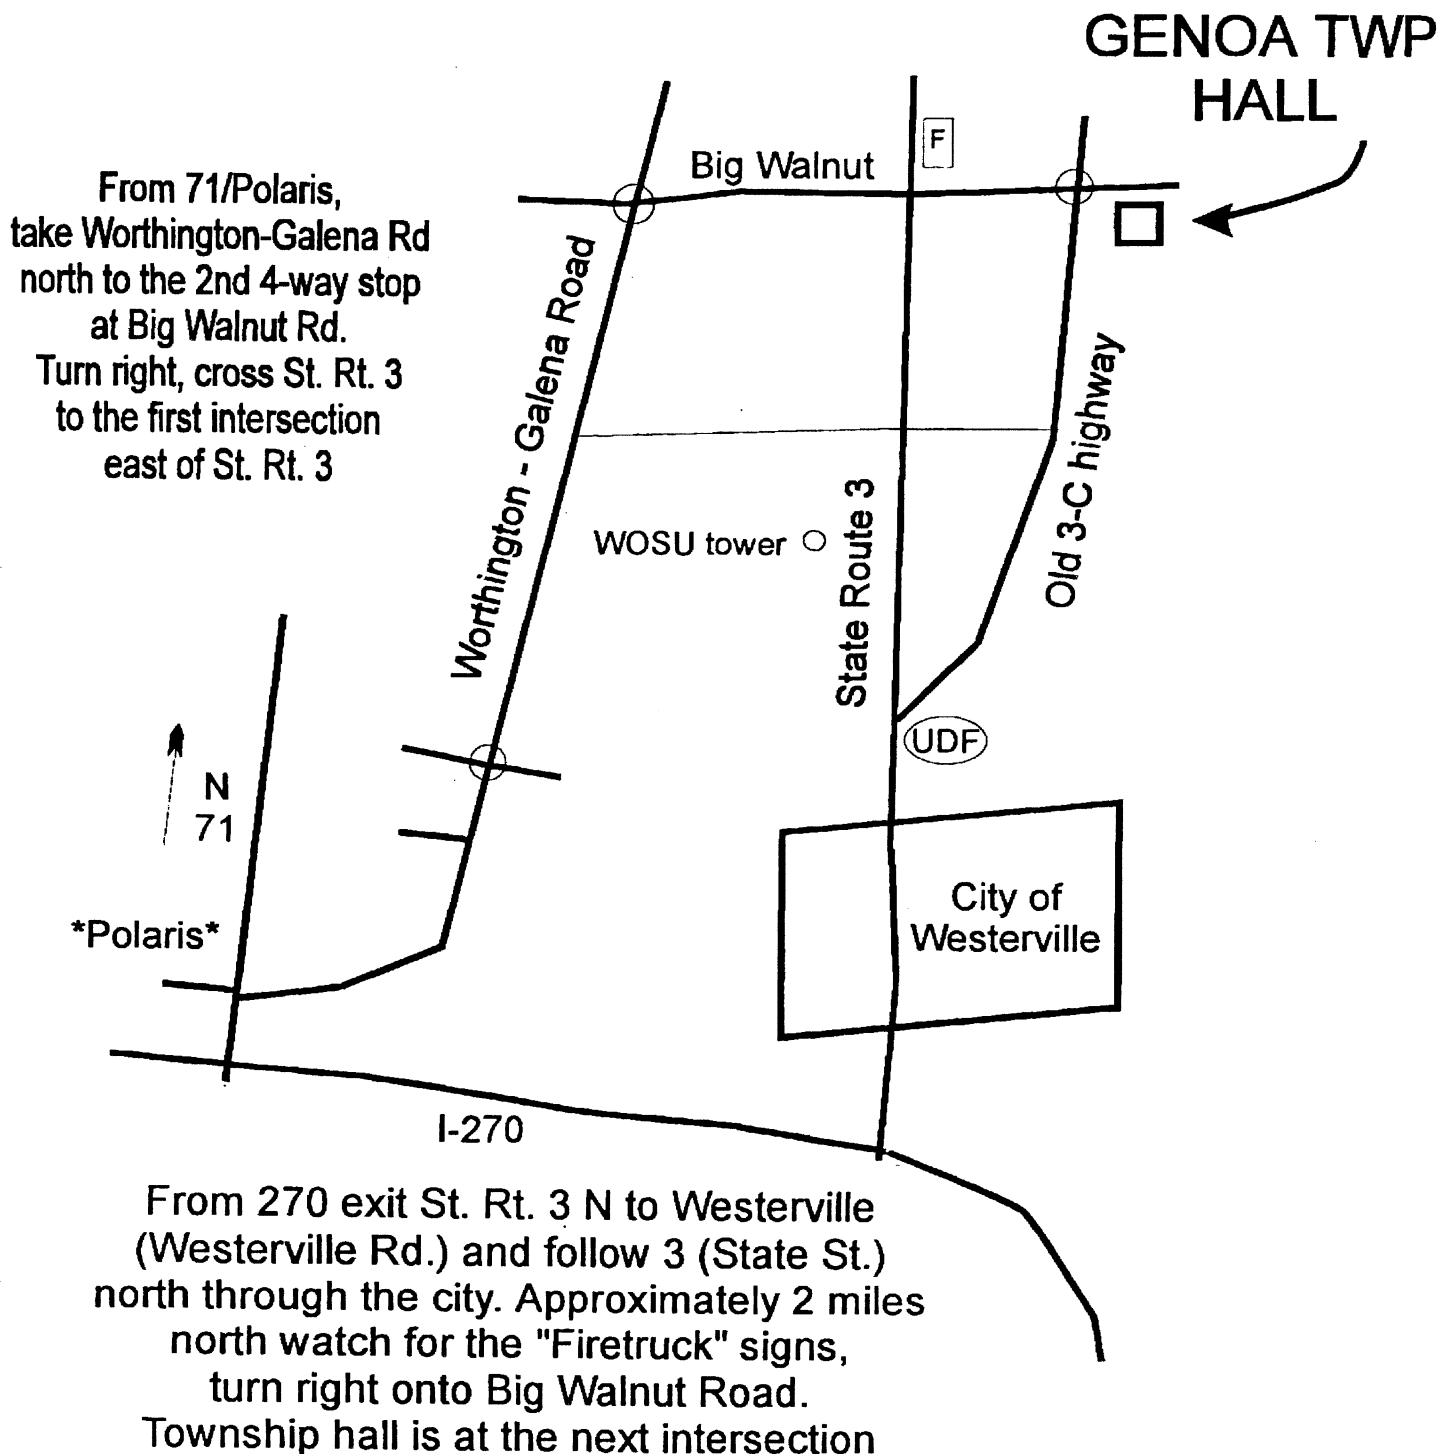 GENOA TWP
HALL
F
Big Walnut
From 71/Polaris,
take Worthington-Galena Rd
north to the 2nd 4-way stop
at Big Walnut Rd.
Turn right, cross St. Rt. 3
to the first intersection
east of St. Rt. 3
Worthington - Galena Road
WOSU tower
State Route 3
Old 3-C highway
UDF
N
71
*Polaris*
City of
Westerville
I-270
From 270 exit St. Rt. 3 N to Westerville
(Westerville Rd.) and follow 3 (State St.)
north through the city. Approximately 2 miles
north watch for the "Firetruck" signs,
turn right onto Big Walnut Road.
Township hall is at the next intersection